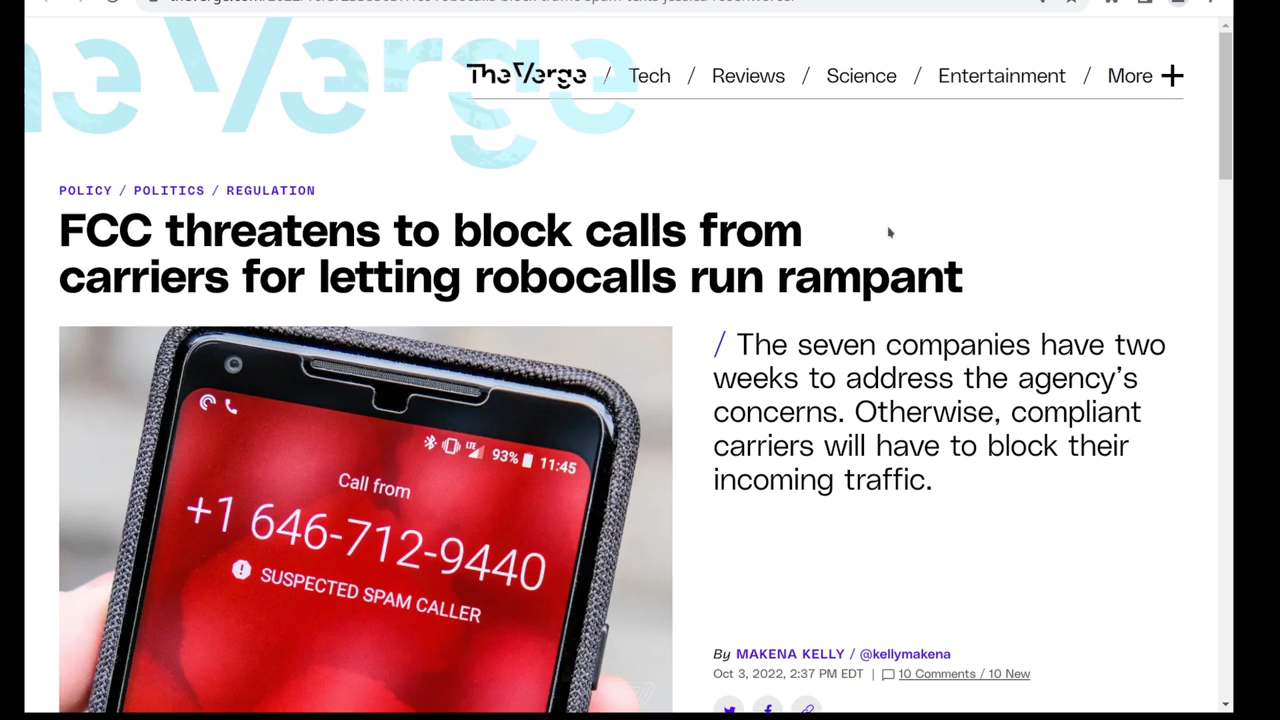 The Verge
The Verge / Tech / Reviews / Science / Entertainment / More +
POLICY / POLITICS / REGULATION
FCC threatens to block calls from
carriers for letting robocalls run rampant
/ The seven companies have two
weeks to address the agency's
concerns. Otherwise, compliant
carriers will have to block their
incoming traffic.
LTE 93% 11:45
Call from
+1 646-712-9440
SUSPECTED SPAM CALLER
By MAKENA KELLY / @kellymakena
Oct 3, 2022, 2:37 PM EDT | 10 Comments / 10 New